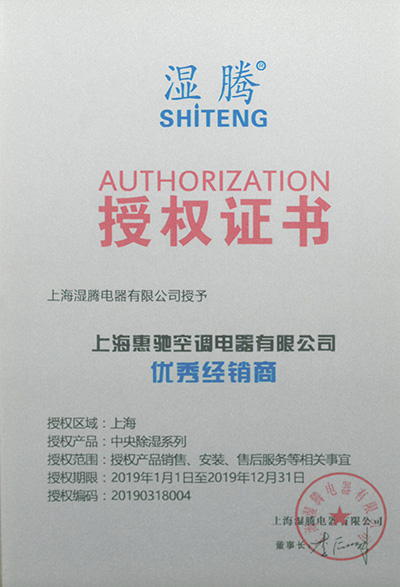 湿腾®
SHiTENG
AUTHORIZATION
授权证书
上海湿腾电器有限公司授予
上海惠驰空调电器有限公司
优秀经销商
授权区域：上海
授权产品：中央除湿系列
授权范围：授权产品销售、安装、售后服务等相关事宜
授权期限：2019年1月1日至2019年12月31日
授权编码：20190318004
上海湿腾电器有限公司
董事长